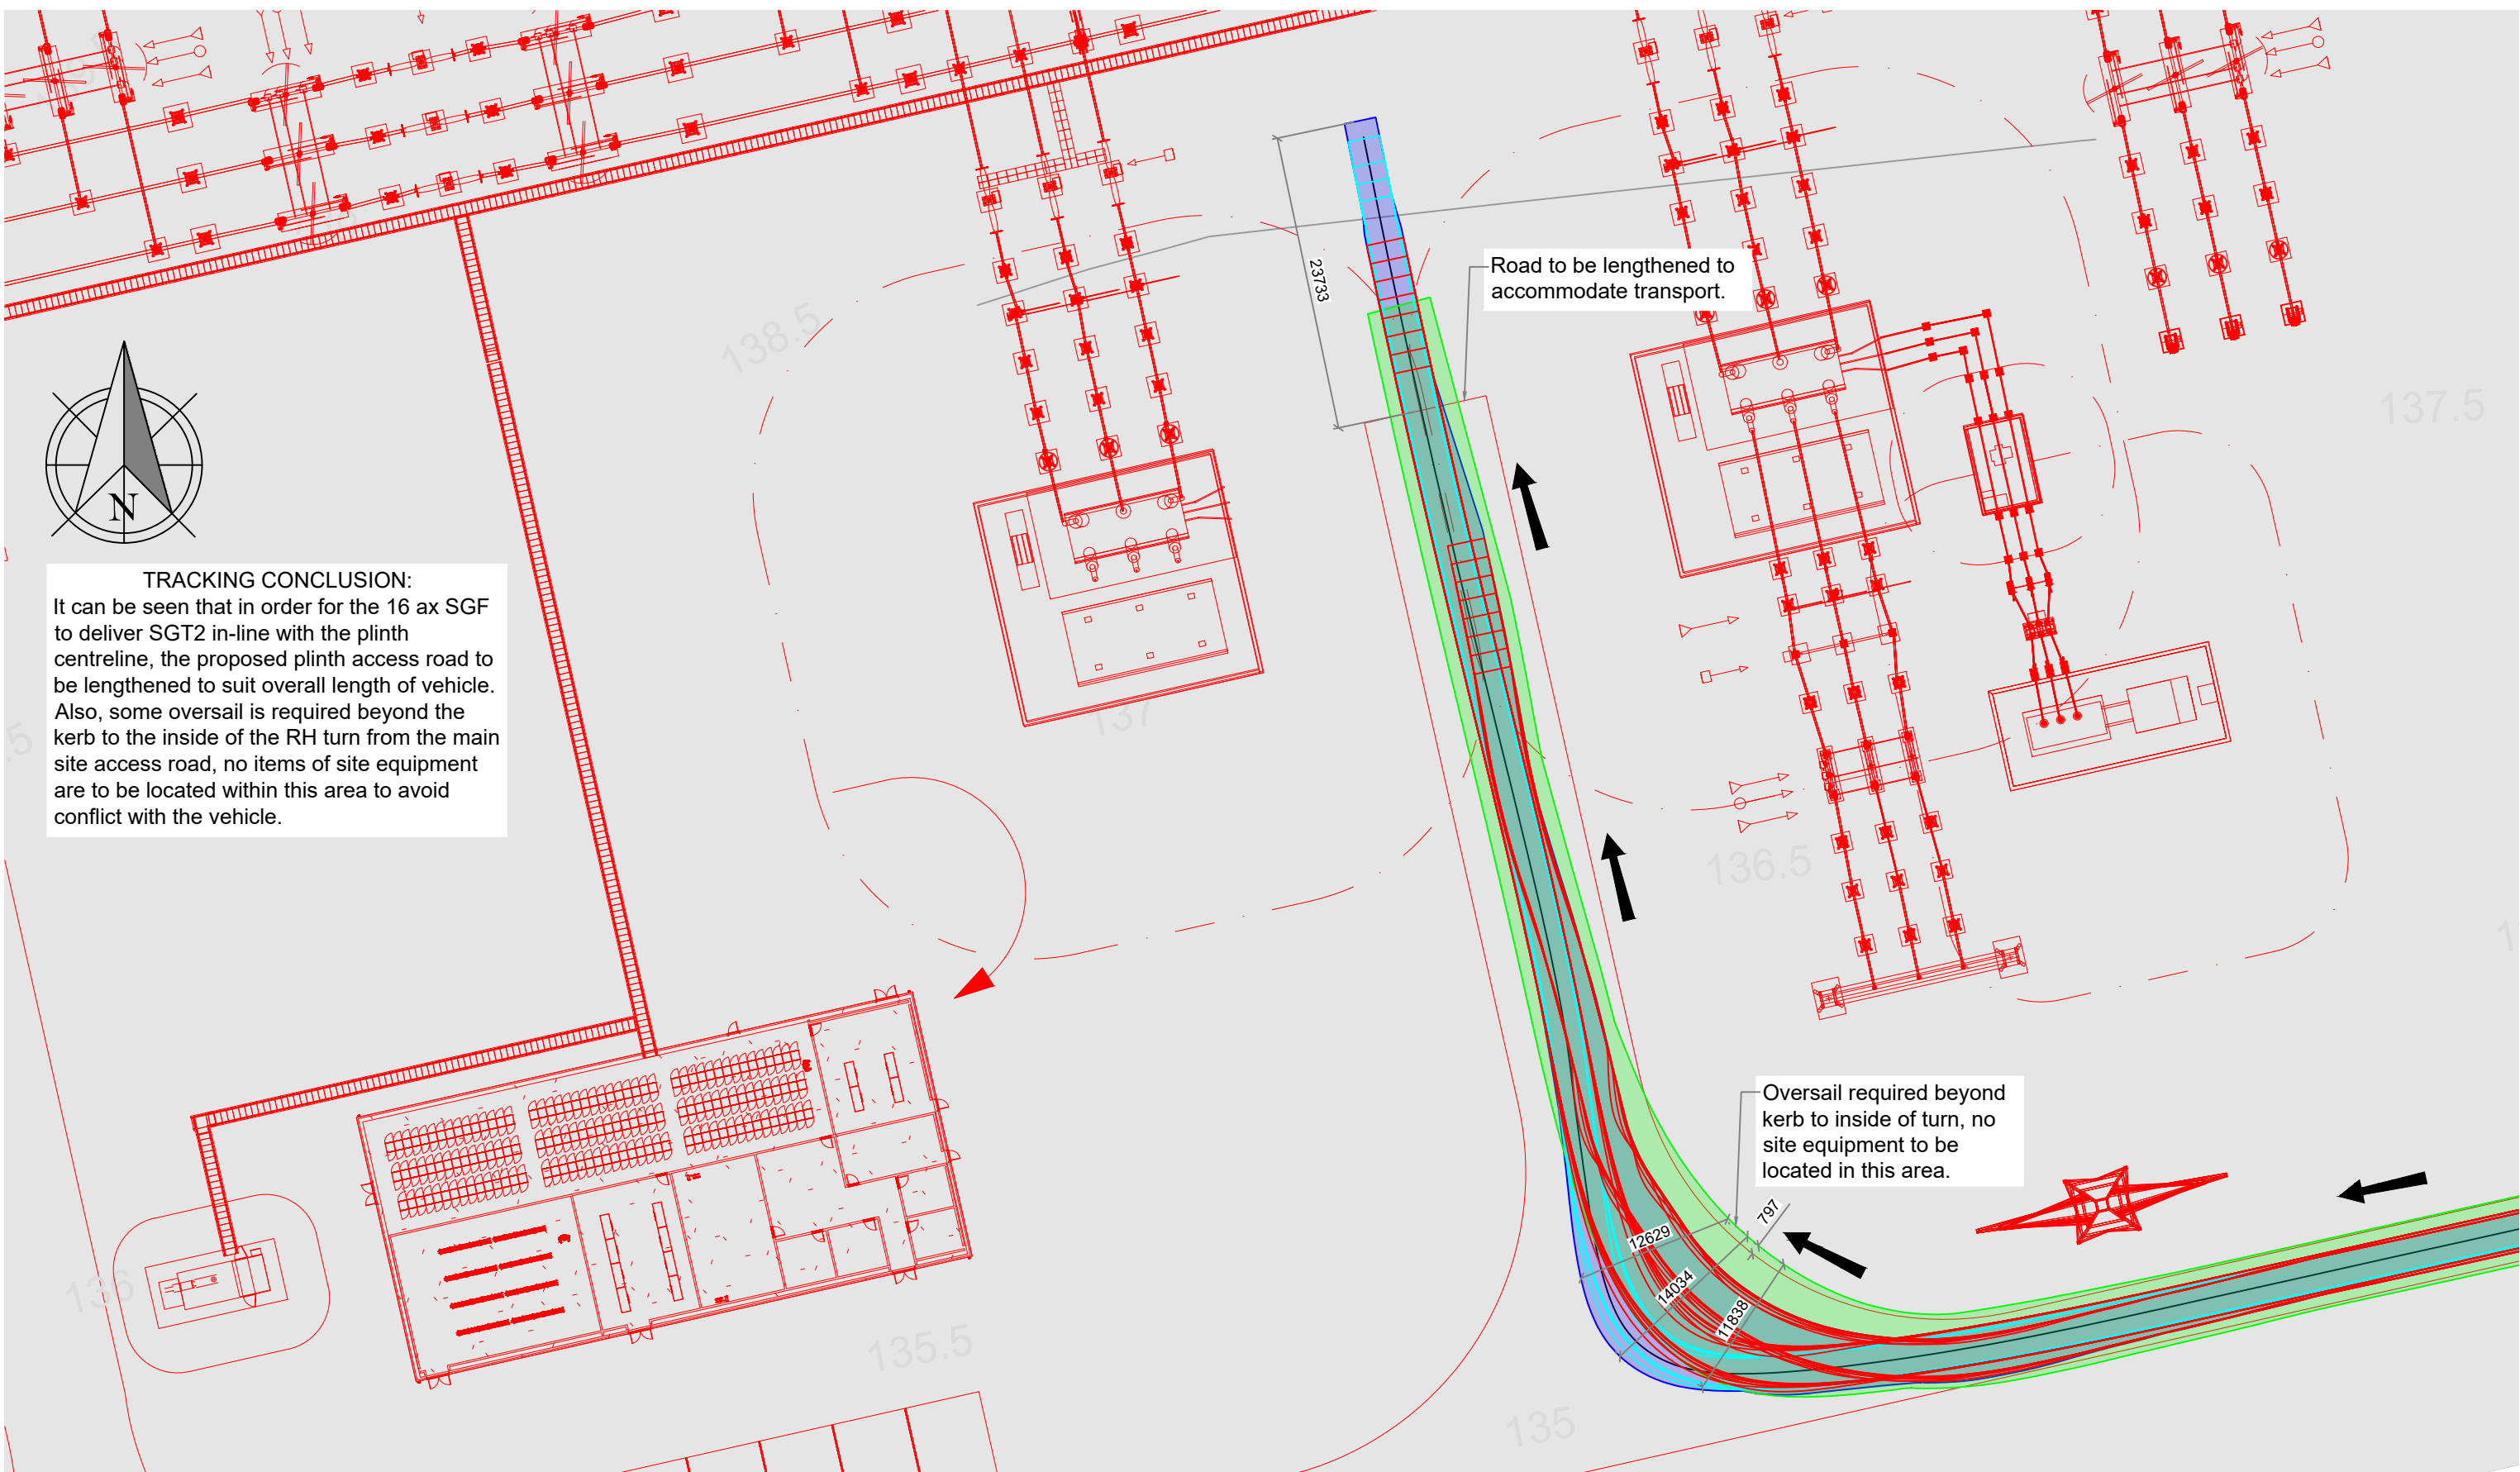 23733
Road to be lengthened to
accommodate transport.
138.5
137.5
N
TRACKING CONCLUSION:
It can be seen that in order for the 16 ax SGF
to deliver SGT2 in-line with the plinth
centreline, the proposed plinth access road to
be lengthened to suit overall length of vehicle.
Also, some oversail is required beyond the
kerb to the inside of the RH turn from the main
site access road, no items of site equipment
are to be located within this area to avoid
conflict with the vehicle.
137
136.5
Oversail required beyond
kerb to inside of turn, no
site equipment to be
located in this area.
797
12629
14034
11838
136
135.5
135